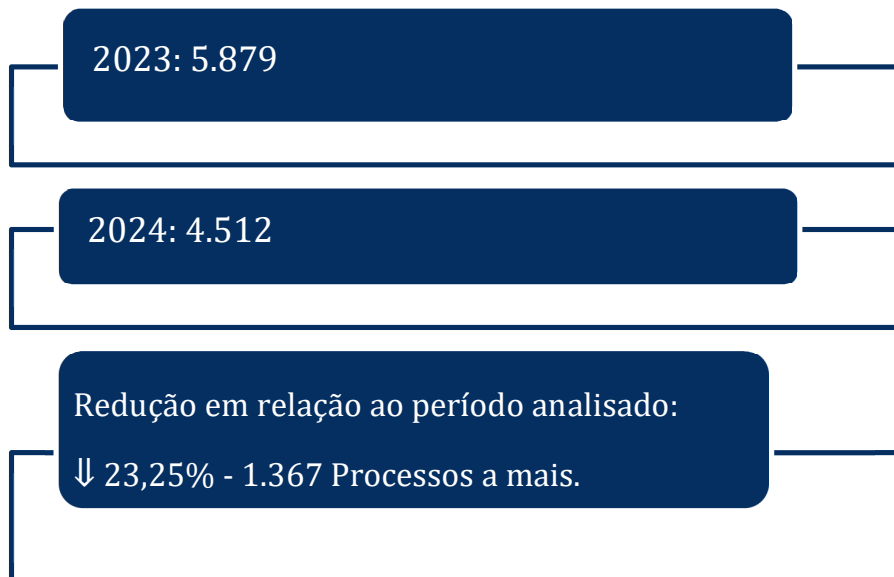 2023: 5.879
2024: 4.512
Redução em relação ao período analisado:
⇓ 23,25% - 1.367 Processos a mais.